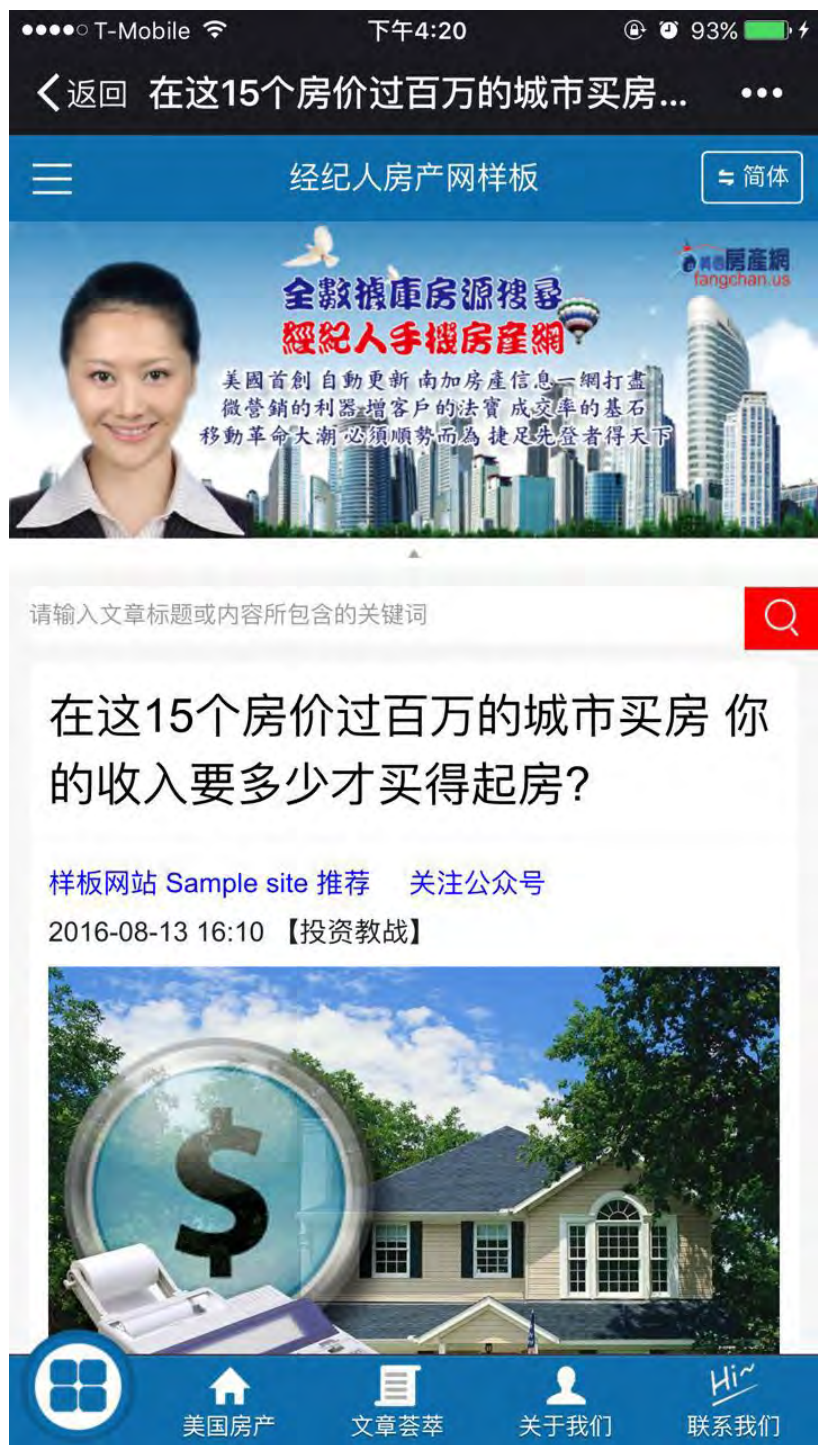 T-Mobile 下午4:20 93%
返回 在这15个房价过百万的城市买房...
经纪人房产网样板 简体
美國房產網
fangchan.us
全數據庫房源搜尋
經紀人手機房產網
美國首創 自動更新 南加房產信息一網打盡
微營銷的利器 增客戶的法寶 成交率的基石
移動革命大潮 必須順勢而為 捷足先登者得天下
请输入文章标题或内容所包含的关键词
在这15个房价过百万的城市买房 你
的收入要多少才买得起房?
样板网站 Sample site 推荐 关注公众号
2016-08-13 16:10 【投资教战】
$
Hi~
美国房产 文章荟萃 关于我们 联系我们